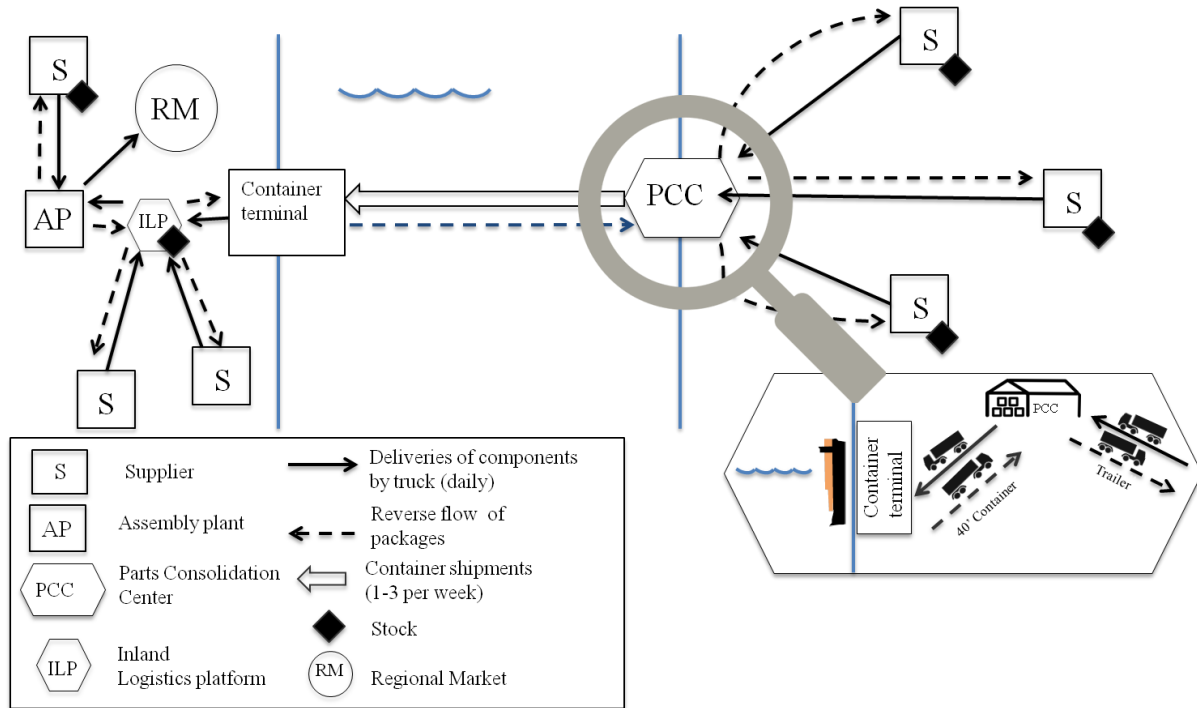 S
RM
AP
ILP
S
S
Container
terminal
PCC
S
S
S
PCC
Container
terminal
40' Container
Trailer
S
Supplier
Deliveries of components
by truck (daily)
AP
Assembly plant
Reverse flow of
packages
PCC
Parts Consolidation
Center
Container shipments
(1-3 per week)
Stock
ILP
Inland
Logistics platform
RM
Regional Market